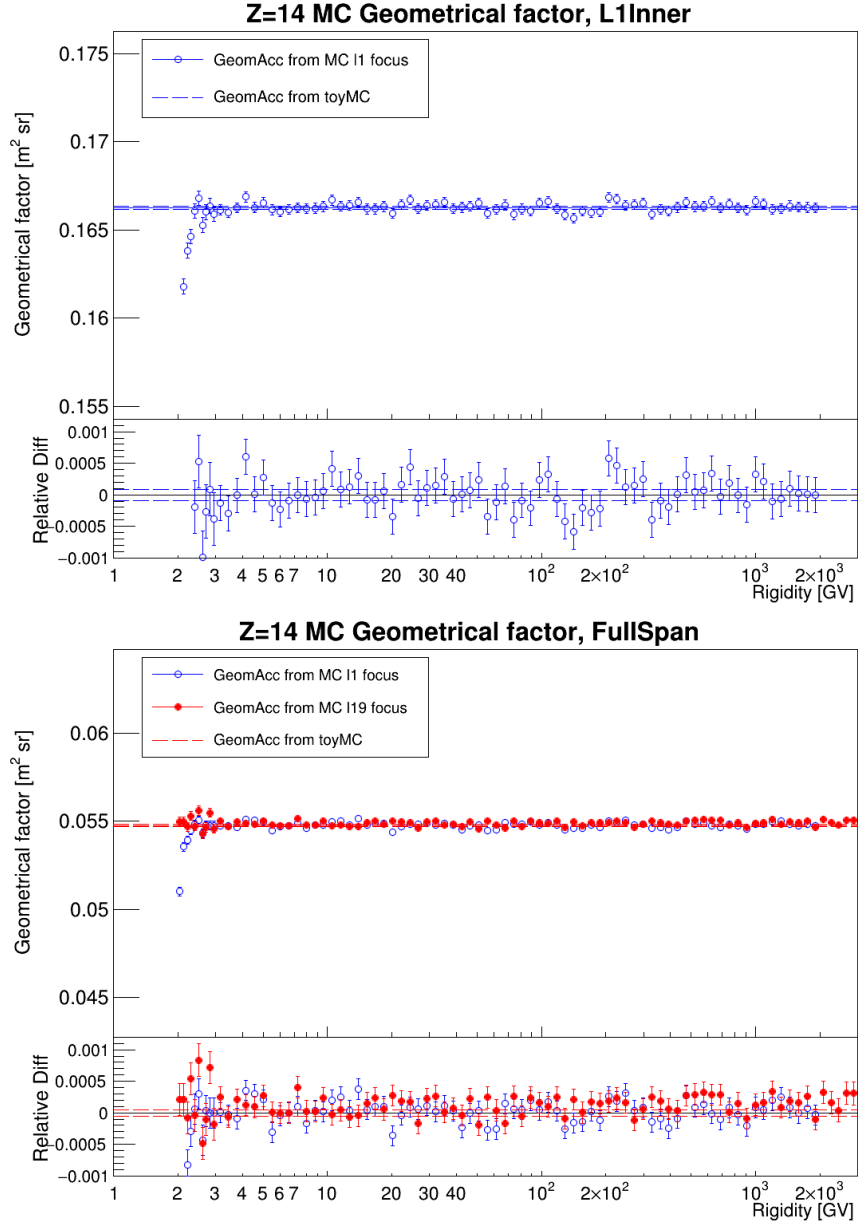 Z=14 MC Geometrical factor, L1Inner
GeomAcc from MC l1 focus
GeomAcc from toyMC
Geometrical factor [m² sr]
0.175
0.17
0.165
0.16
0.155
Relative Diff
0.001
0.0005
0
−0.0005
−0.001
1 2 3 4 5 6 7 10 20 30 40 10² 2×10² 10³ 2×10³
Rigidity [GV]
Z=14 MC Geometrical factor, FullSpan
GeomAcc from MC l1 focus
GeomAcc from MC l19 focus
GeomAcc from toyMC
Geometrical factor [m² sr]
0.06
0.055
0.05
0.045
Relative Diff
0.001
0.0005
0
−0.0005
−0.001
1 2 3 4 5 6 7 10 20 30 40 10² 2×10² 10³ 2×10³
Rigidity [GV]